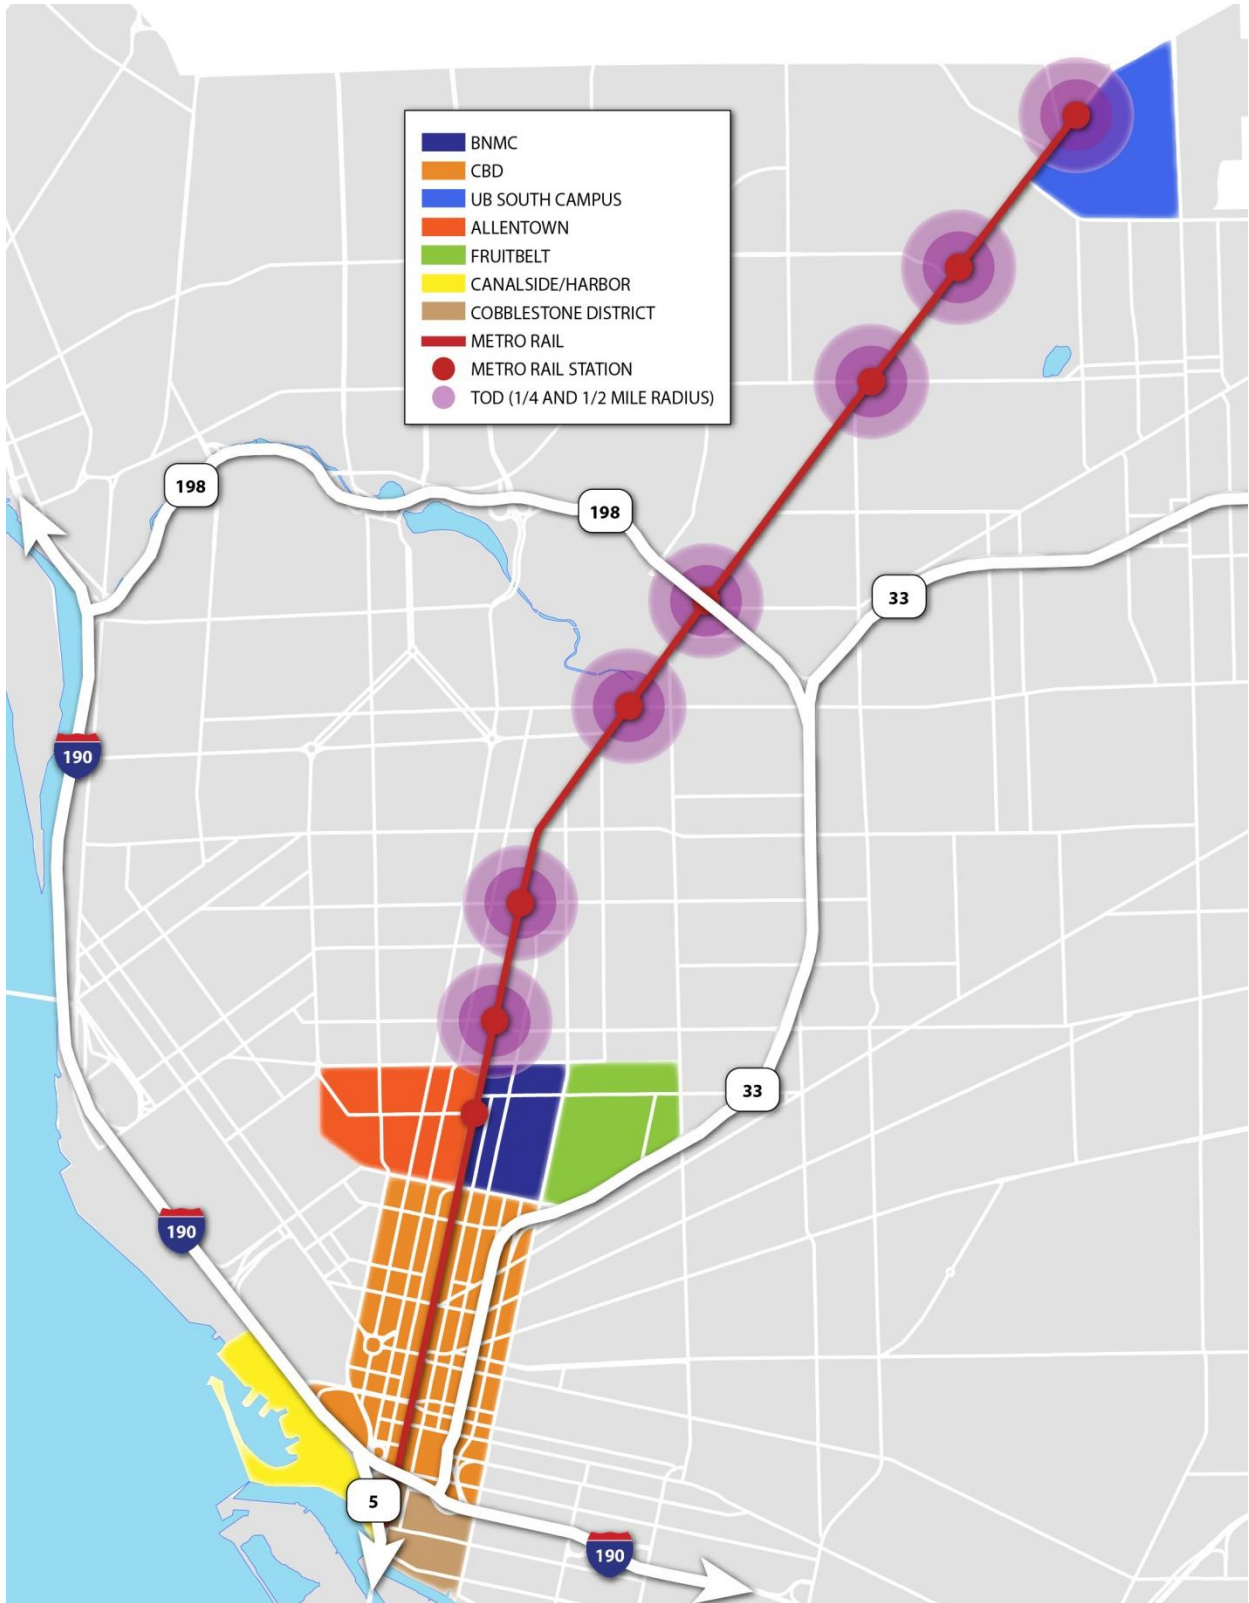 BNMC
CBD
UB SOUTH CAMPUS
ALLENTOWN
FRUITBELT
CANALSIDE/HARBOR
COBBLESTONE DISTRICT
METRO RAIL
METRO RAIL STATION
TOD (1/4 AND 1/2 MILE RADIUS)
198
198
33
190
33
190
5
190